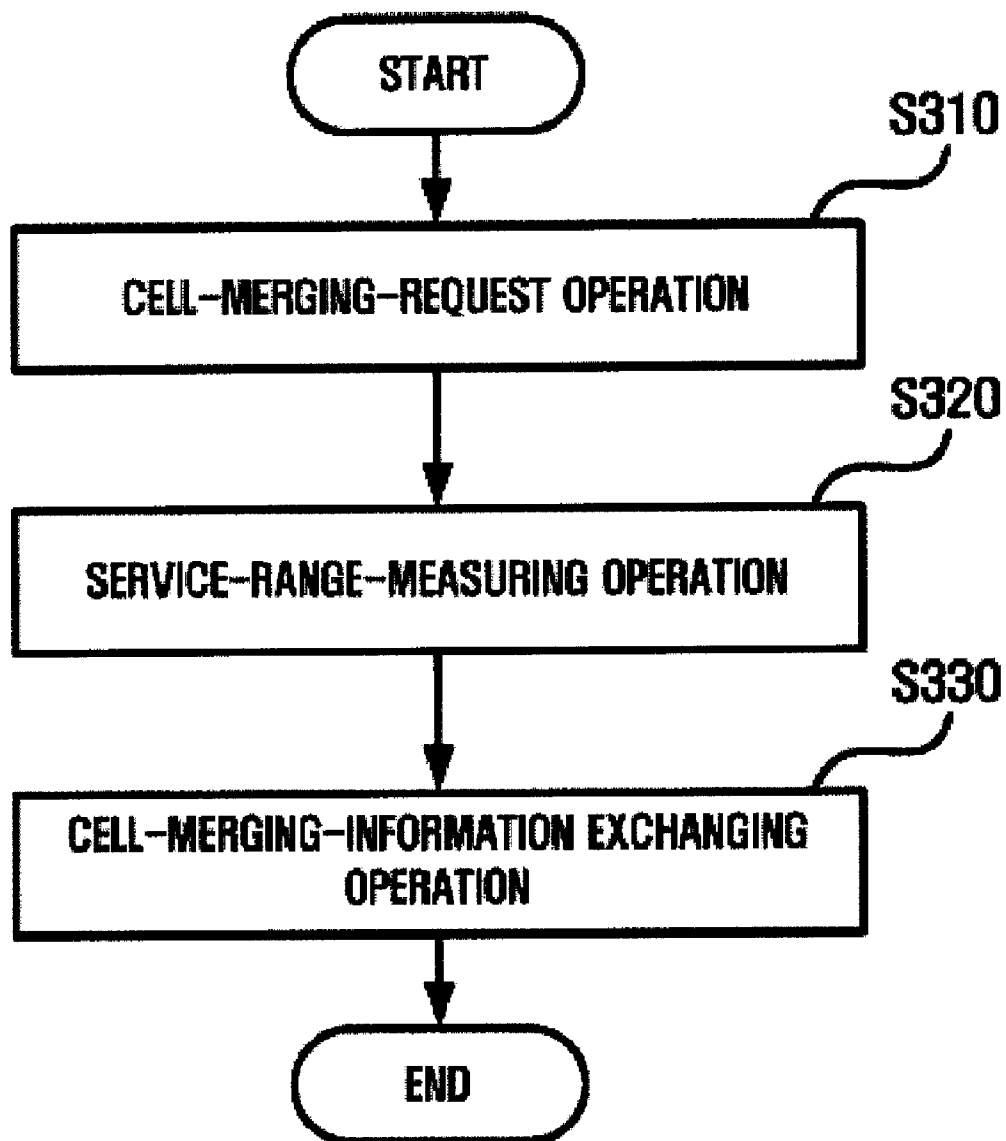 START
S310
CELL-MERGING-REQUEST OPERATION
S320
SERVICE-RANGE-MEASURING OPERATION
S330
CELL-MERGING-INFORMATION EXCHANGING
OPERATION
END